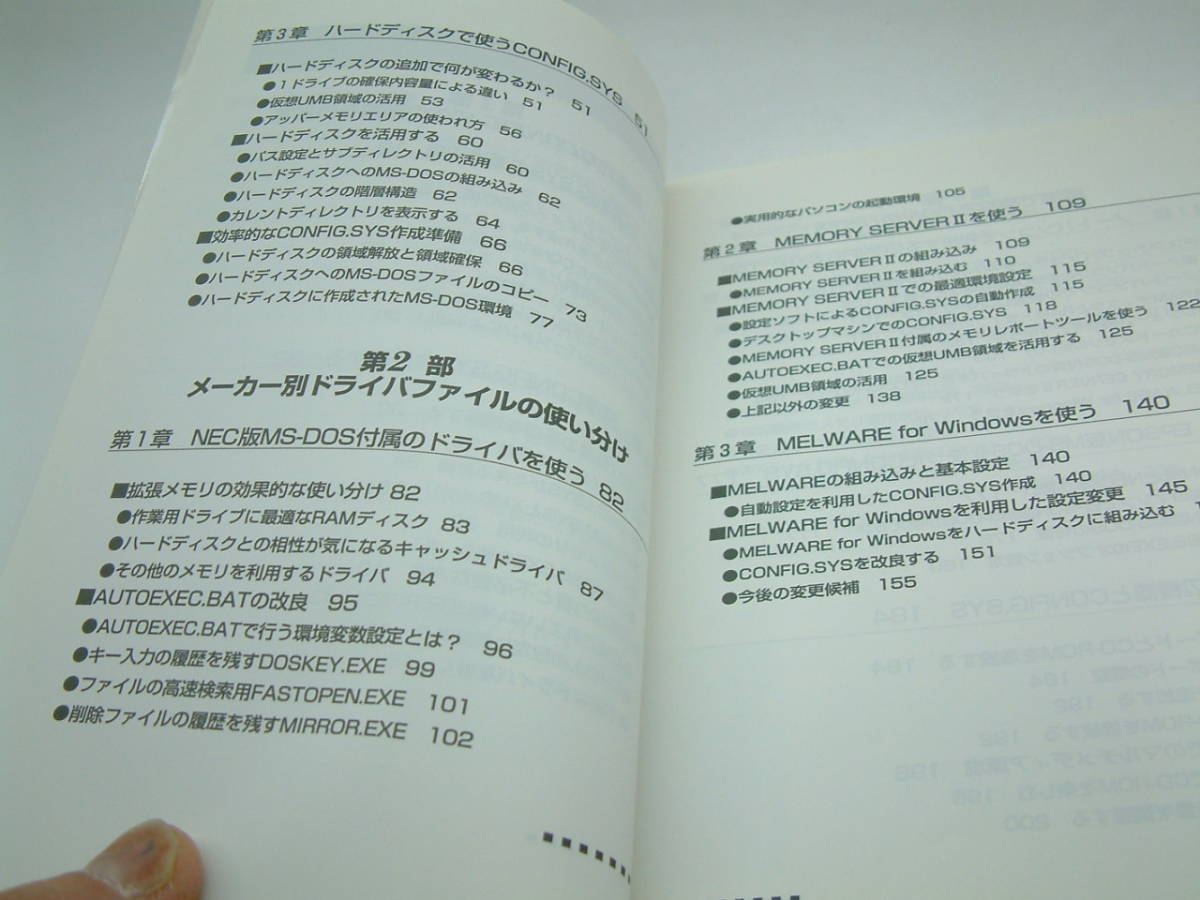 第3章 ハードディスクで使うCONFIG.SYS 51
■ハードディスクの追加で何が変わるか? 51
●1ドライブの確保内容量による違い 51
●仮想UMB領域の活用 53
●アッパーメモリエリアの使われ方 56
■ハードディスクを活用する 60
●パス設定とサブディレクトリの活用 60
●ハードディスクへのMS-DOSの組み込み 62
●ハードディスクの階層構造 62
●カレントディレクトリを表示する 64
■効率的なCONFIG.SYS作成準備 66
●ハードディスクの領域解放と領域確保 66
●ハードディスクへのMS-DOSファイルのコピー 73
●ハードディスクに作成されたMS-DOS環境 77
第2部
メーカー別ドライバファイルの使い分け
第1章 NEC版MS-DOS付属のドライバを使う 82
■拡張メモリの効果的な使い分け 82
●作業用ドライブに最適なRAMディスク 83
●ハードディスクとの相性が気になるキャッシュドライバ 87
●その他のメモリを利用するドライバ 94
■AUTOEXEC.BATの改良 95
●AUTOEXEC.BATで行う環境変数設定とは? 96
●キー入力の履歴を残すDOSKEY.EXE 99
●ファイルの高速検索用FASTOPEN.EXE 101
●削除ファイルの履歴を残すMIRROR.EXE 102
●実用的なパソコンの起動環境 105
第2章 MEMORY SERVERⅡを使う 109
■MEMORY SERVERⅡの組み込み 109
●MEMORY SERVERⅡを組み込む 110
■MEMORY SERVERⅡでの最適環境設定 115
●設定ソフトによるCONFIG.SYSの自動作成 115
●デスクトップマシンでのCONFIG.SYS 118
●MEMORY SERVERⅡ付属のメモリレポートツールを使う 122
●AUTOEXEC.BATでの仮想UMB領域を活用する 125
●仮想UMB領域の活用 125
●上記以外の変更 138
第3章 MELWARE for Windowsを使う 140
■MELWAREの組み込みと基本設定 140
●自動設定を利用したCONFIG.SYS作成 140
■MELWARE for Windowsを利用した設定変更 145
●MELWARE for Windowsをハードディスクに組み込む
●CONFIG.SYSを改良する 151
●今後の変更候補 155